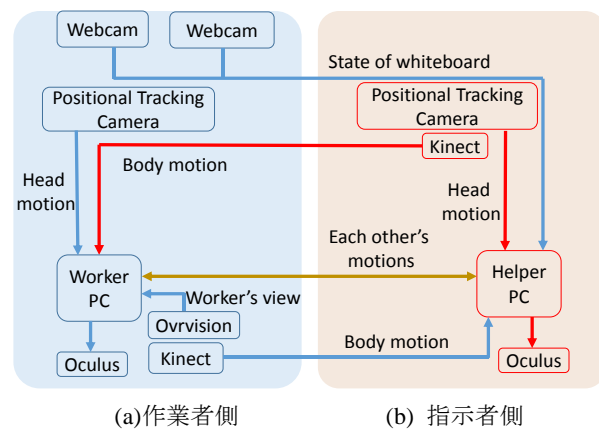 Webcam
Webcam
State of whiteboard
Positional Tracking
Camera
Positional Tracking
Camera
Kinect
Body motion
Head
motion
Head
motion
Each other's
motions
Worker
PC
Helper
PC
Worker's view
Ovrvision
Kinect
Body motion
Oculus
Oculus
(a)作業者側
(b) 指示者側